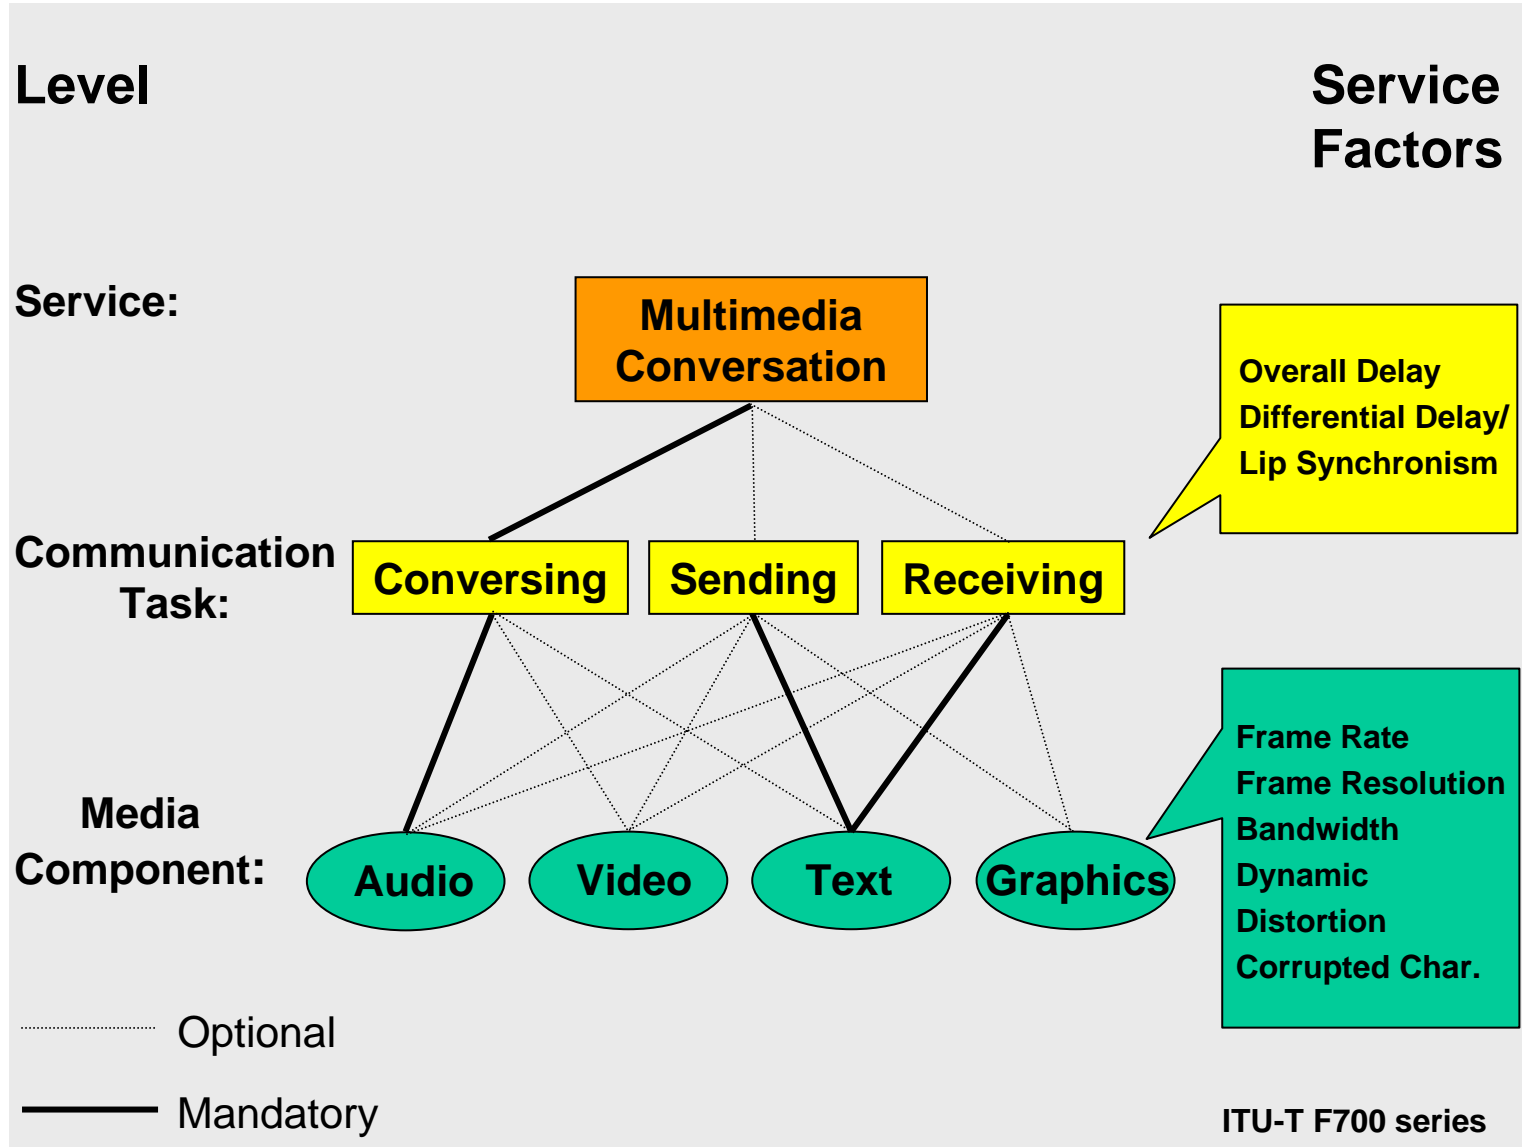 Level
Service
Factors
Service:
Multimedia
Conversation
Overall Delay
Differential Delay/
Lip Synchronism
Communication
Task:
Conversing
Sending
Receiving
Frame Rate
Frame Resolution
Bandwidth
Dynamic
Distortion
Corrupted Char.
Media
Component:
Audio
Video
Text
Graphics
Optional
Mandatory
ITU-T F700 series